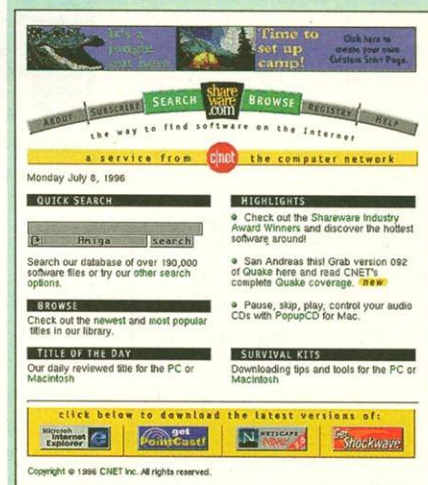 It's a
jungle
out there
Time to
set up
camp!
Click here to
create your own
Custom Start Page.
ABOUT
SUBSCRIBE
SEARCH
share
ware
.com
BROWSE
REGISTRY
HELP
the way to find software on the Internet
a service from
c|net
the computer network
Monday July 8, 1996
QUICK SEARCH
Amiga
search
Search our database of over 190,000
software files or try our other search
options.
BROWSE
Check out the newest and most popular
titles in our library.
TITLE OF THE DAY
Our daily reviewed title for the PC or
Macintosh
HIGHLIGHTS
Check out the Shareware Industry
Award Winners and discover the hottest
software around!
San Andreas this! Grab version 092
of Quake here and read CNET's
complete Quake coverage. new
Pause, skip, play, control your audio
CDs with PopupCD for Mac.
SURVIVAL KITS
Downloading tips and tools for the PC or
Macintosh
click below to download the latest versions of:
Microsoft
Internet
Explorer
get
PointCast!
N
NETSCAPE
Now!
Get
Shockwave
Copyright © 1996 CNET Inc. All rights reserved.